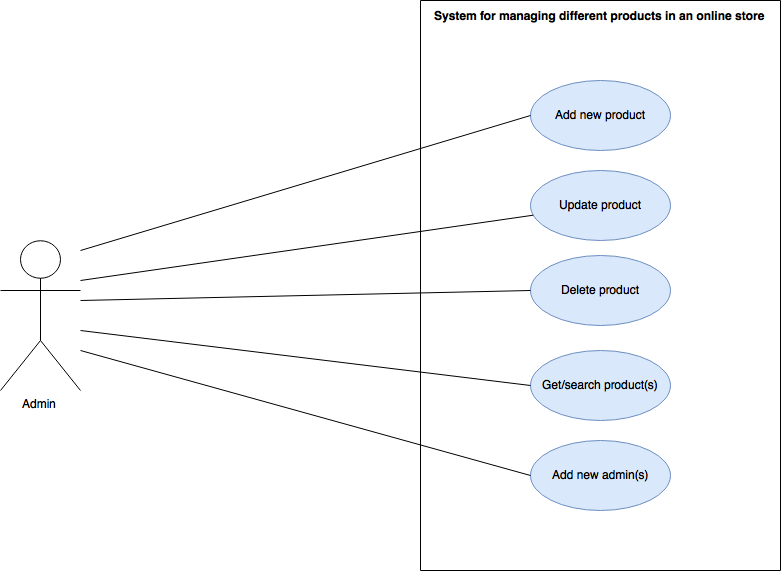 System for managing different products in an online store
Add new product
Update product
Delete product
Get/search product(s)
Add new admin(s)
Admin